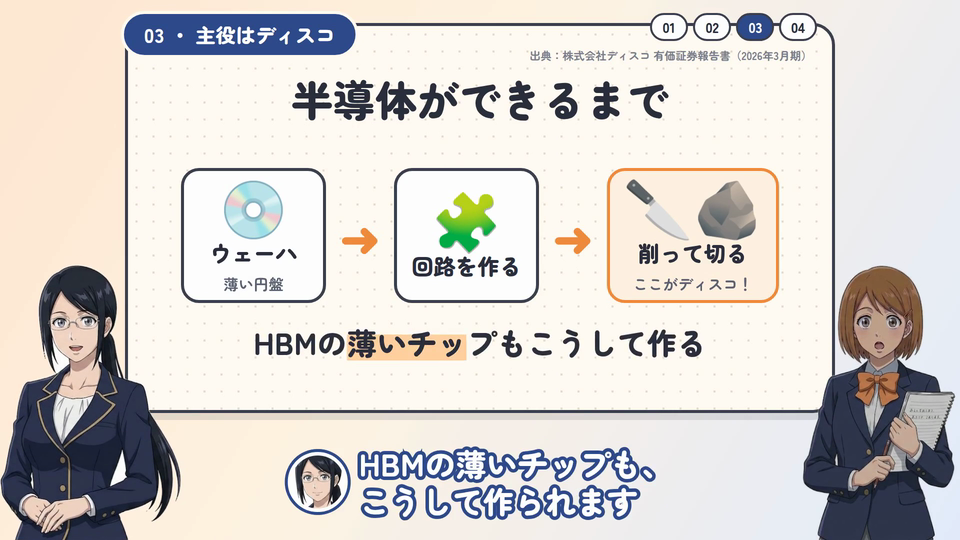 03 ・ 主役はディスコ
01 02 03 04
出典：株式会社ディスコ 有価証券報告書（2026年3月期）
半導体ができるまで
ウェーハ
薄い円盤
回路を作る
削って切る
ここがディスコ！
HBMの薄いチップもこうして作る
HBMの薄いチップも、
こうして作られます